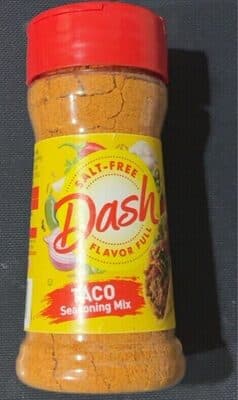 SALT-FREE
Dash
FLAVOR FULL
TACO
Seasoning Mix